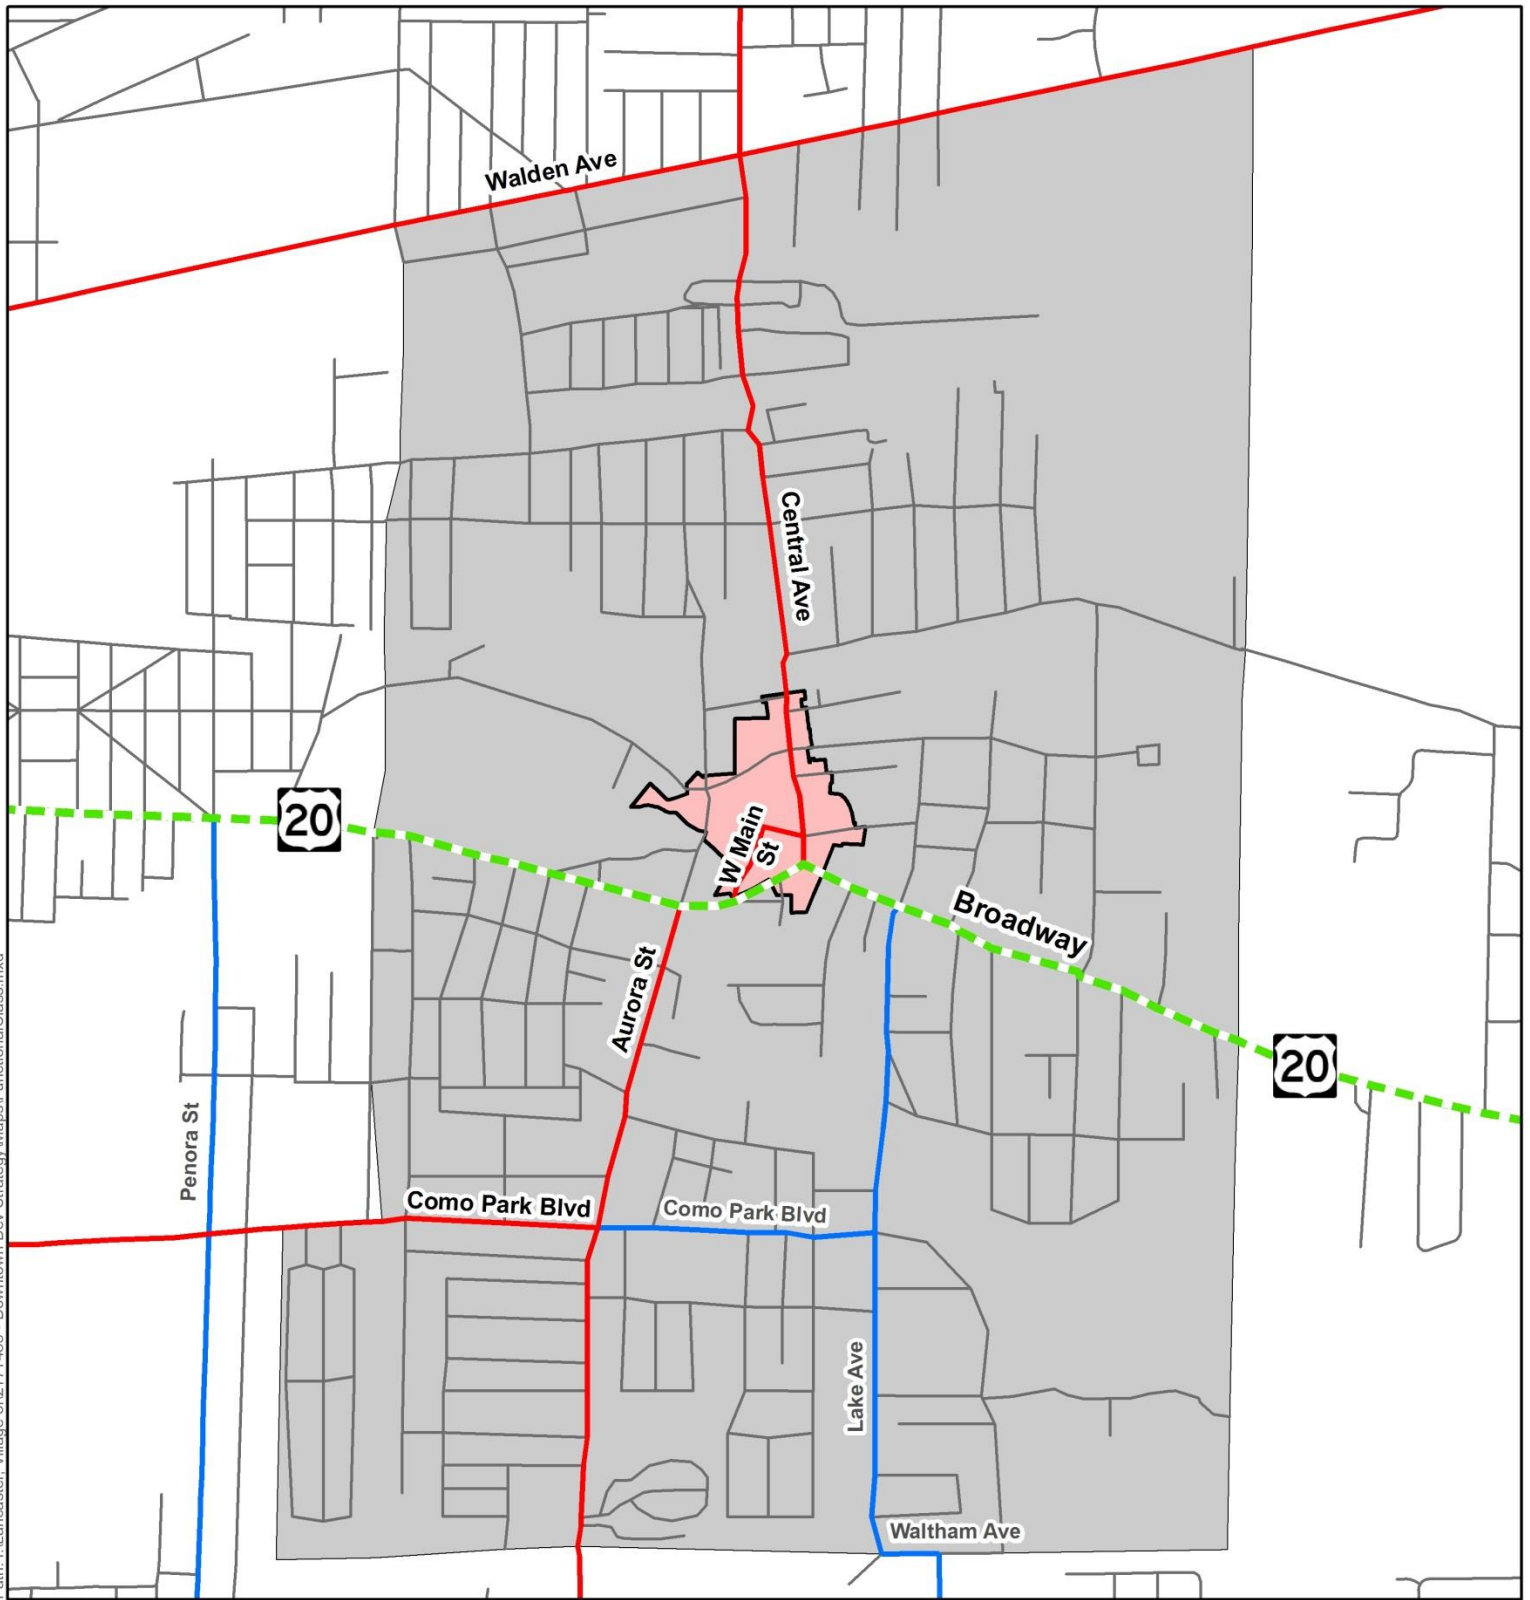 Walden Ave
Central Ave
20
W Main
St
Broadway
Aurora St
20
Penora St
Como Park Blvd
Como Park Blvd
Lake Ave
Waltham Ave